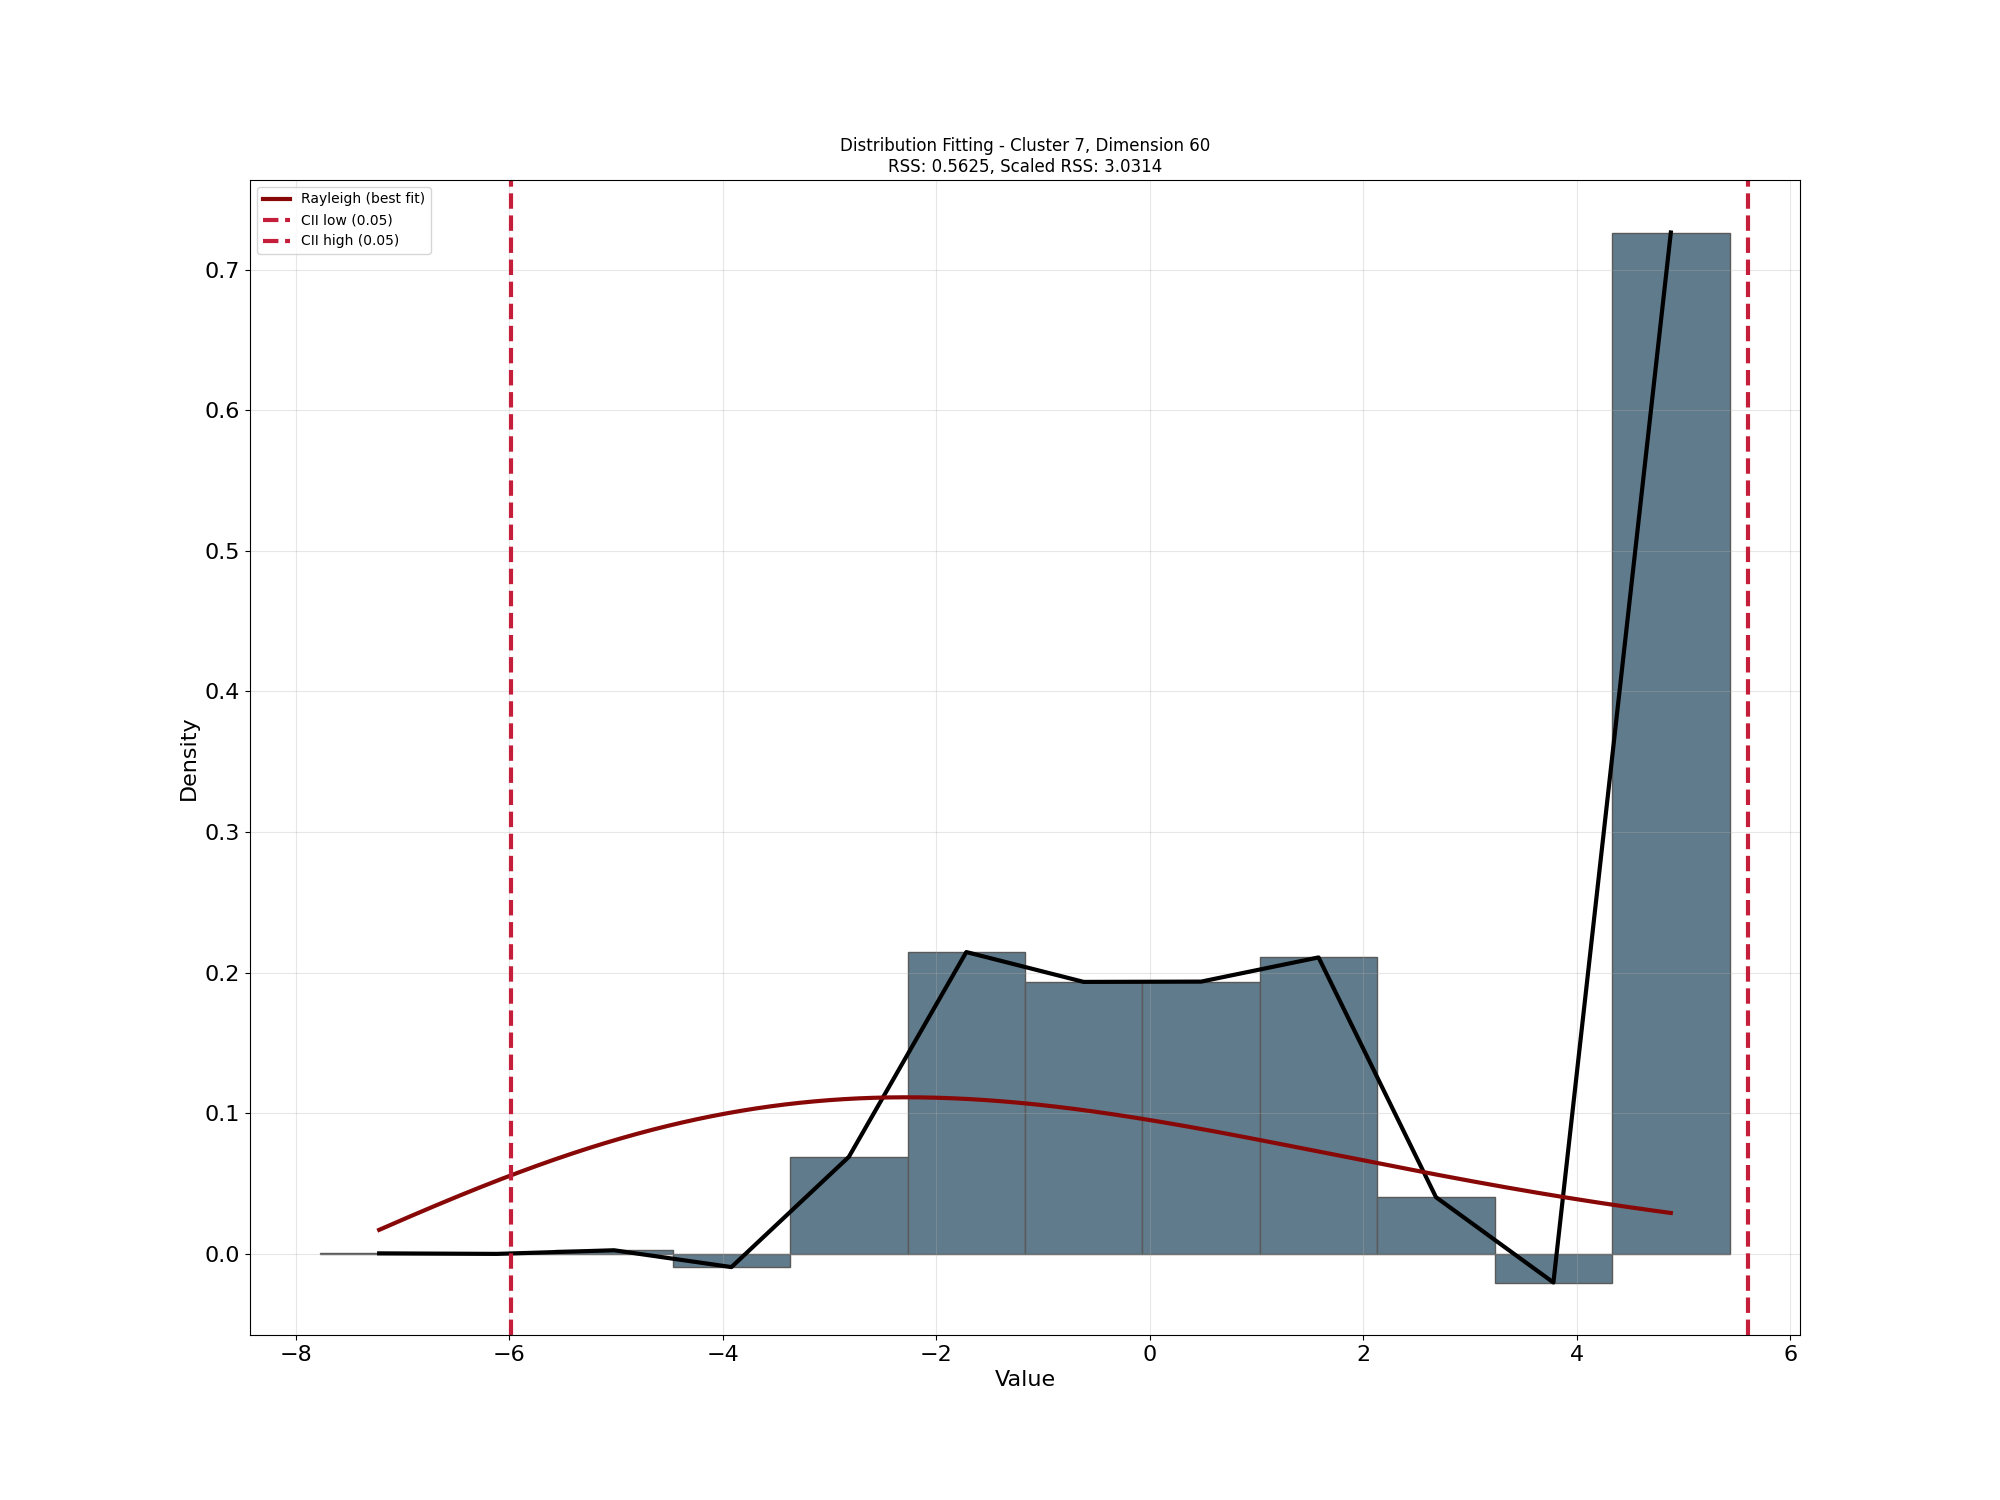 Distribution Fitting - Cluster 7, Dimension 60
RSS: 0.5625, Scaled RSS: 3.0314
Rayleigh (best fit)
CII low (0.05)
CII high (0.05)
0.7
0.6
0.5
0.4
0.3
0.2
0.1
0.0
Density
−8 −6 −4 −2 0 2 4 6
Value